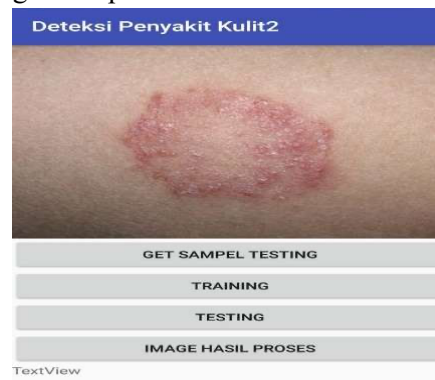 Deteksi Penyakit Kulit2
GET SAMPEL TESTING
TRAINING
TESTING
IMAGE HASIL PROSES
TextView